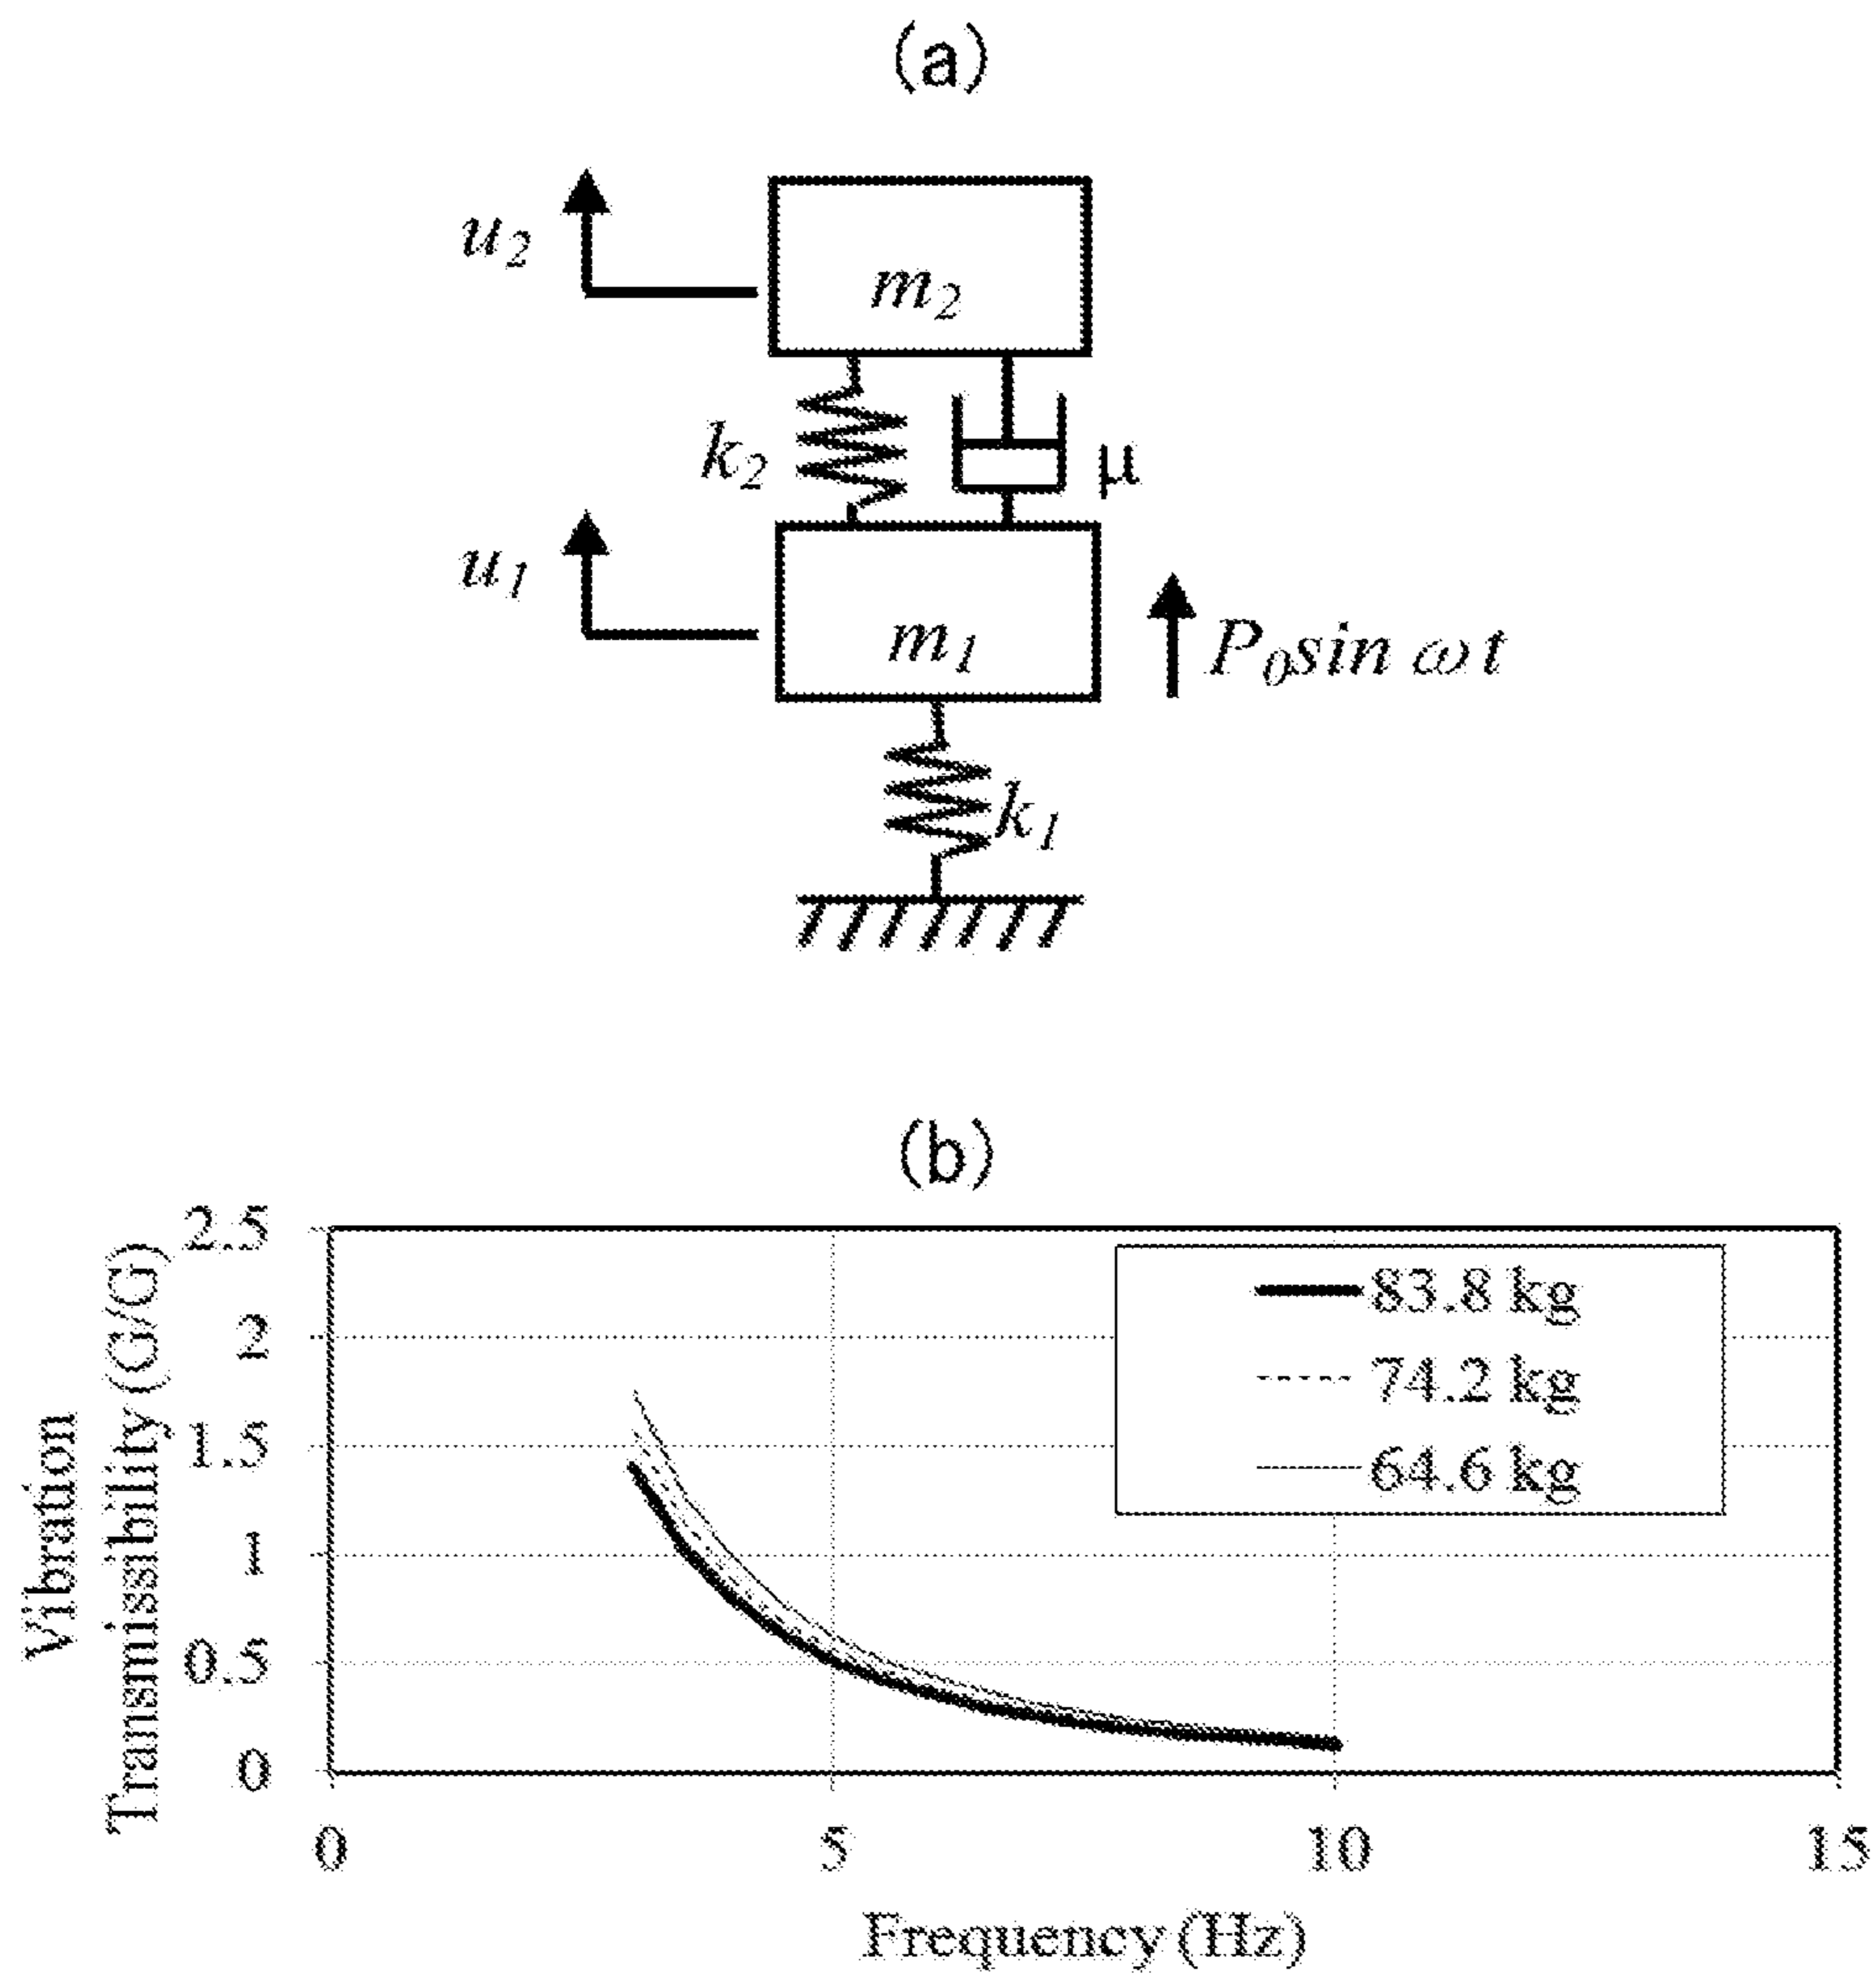 (a)
u2
m2
k2
μ
u1
m1
P0sin ω t
k1
(b)
Vibration
Transmissibility (G/G)
2.5
2
1.5
1
0.5
0
83.8 kg
74.2 kg
64.6 kg
0 5 10 15
Frequency (Hz)